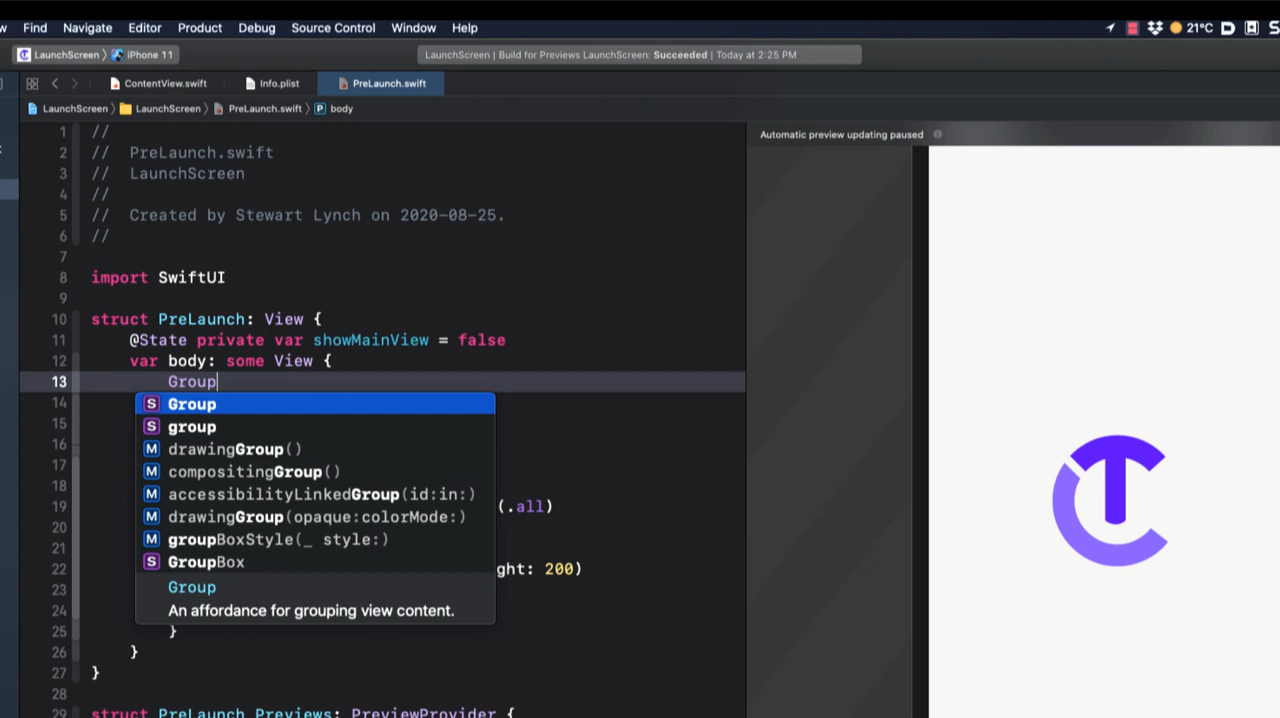 Find Navigate Editor Product Debug Source Control Window Help 21°C
LaunchScreen 〉 iPhone 11 LaunchScreen | Build for Previews LaunchScreen: Succeeded | Today at 2:25 PM
ContentView.swift Info.plist PreLaunch.swift
LaunchScreen 〉 LaunchScreen 〉 PreLaunch.swift 〉 P body
Automatic preview updating paused
1 //
2 // PreLaunch.swift
3 // LaunchScreen
4 //
5 // Created by Stewart Lynch on 2020-08-25.
6 //
7
8 import SwiftUI
9
10 struct PreLaunch: View {
11 @State private var showMainView = false
12 var body: some View {
13 Group
14 S Group
15 S group
16 M drawingGroup()
17 M compositingGroup()
18 M accessibilityLinkedGroup(id:in:)
19 (.all)
20 M drawingGroup(opaque:colorMode:)
21 M groupBoxStyle(_ style:)
22 S GroupBox ght: 200)
23 Group
24 An affordance for grouping view content.
25 }
26 }
27 }
28
29 struct PreLaunch_Previews: PreviewProvider {